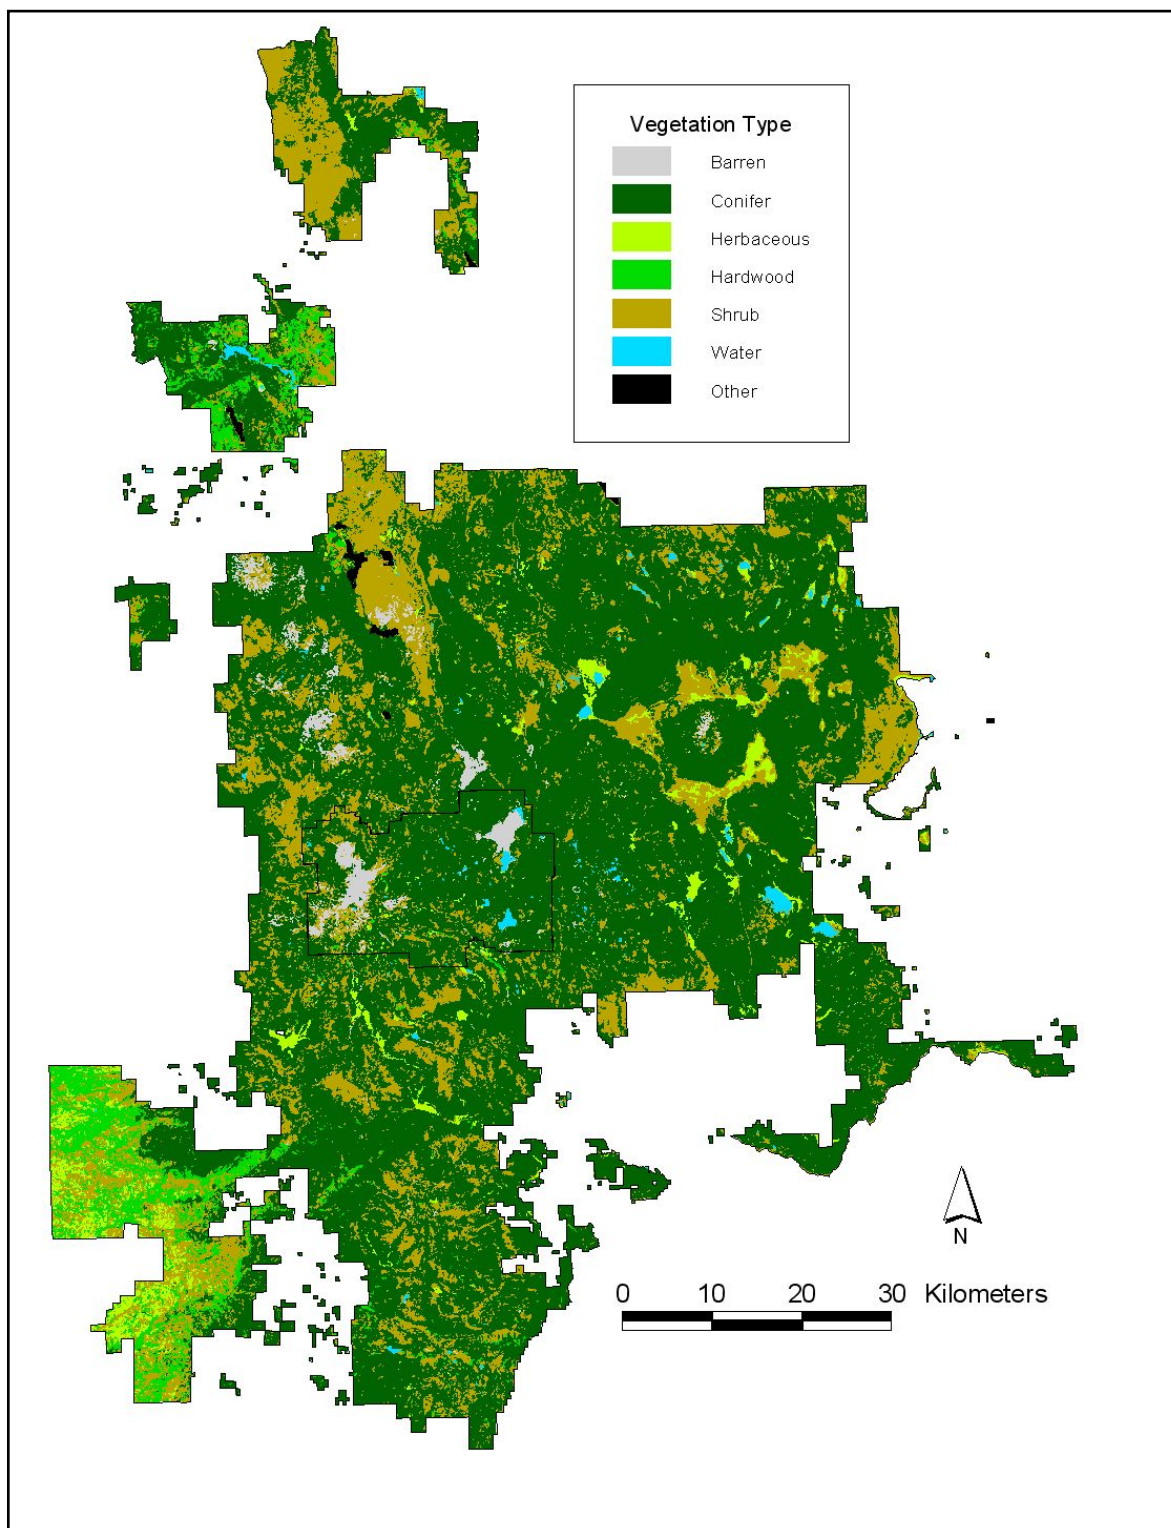 Vegetation Type
Barren
Conifer
Herbaceous
Hardwood
Shrub
Water
Other
N
0 10 20 30 Kilometers